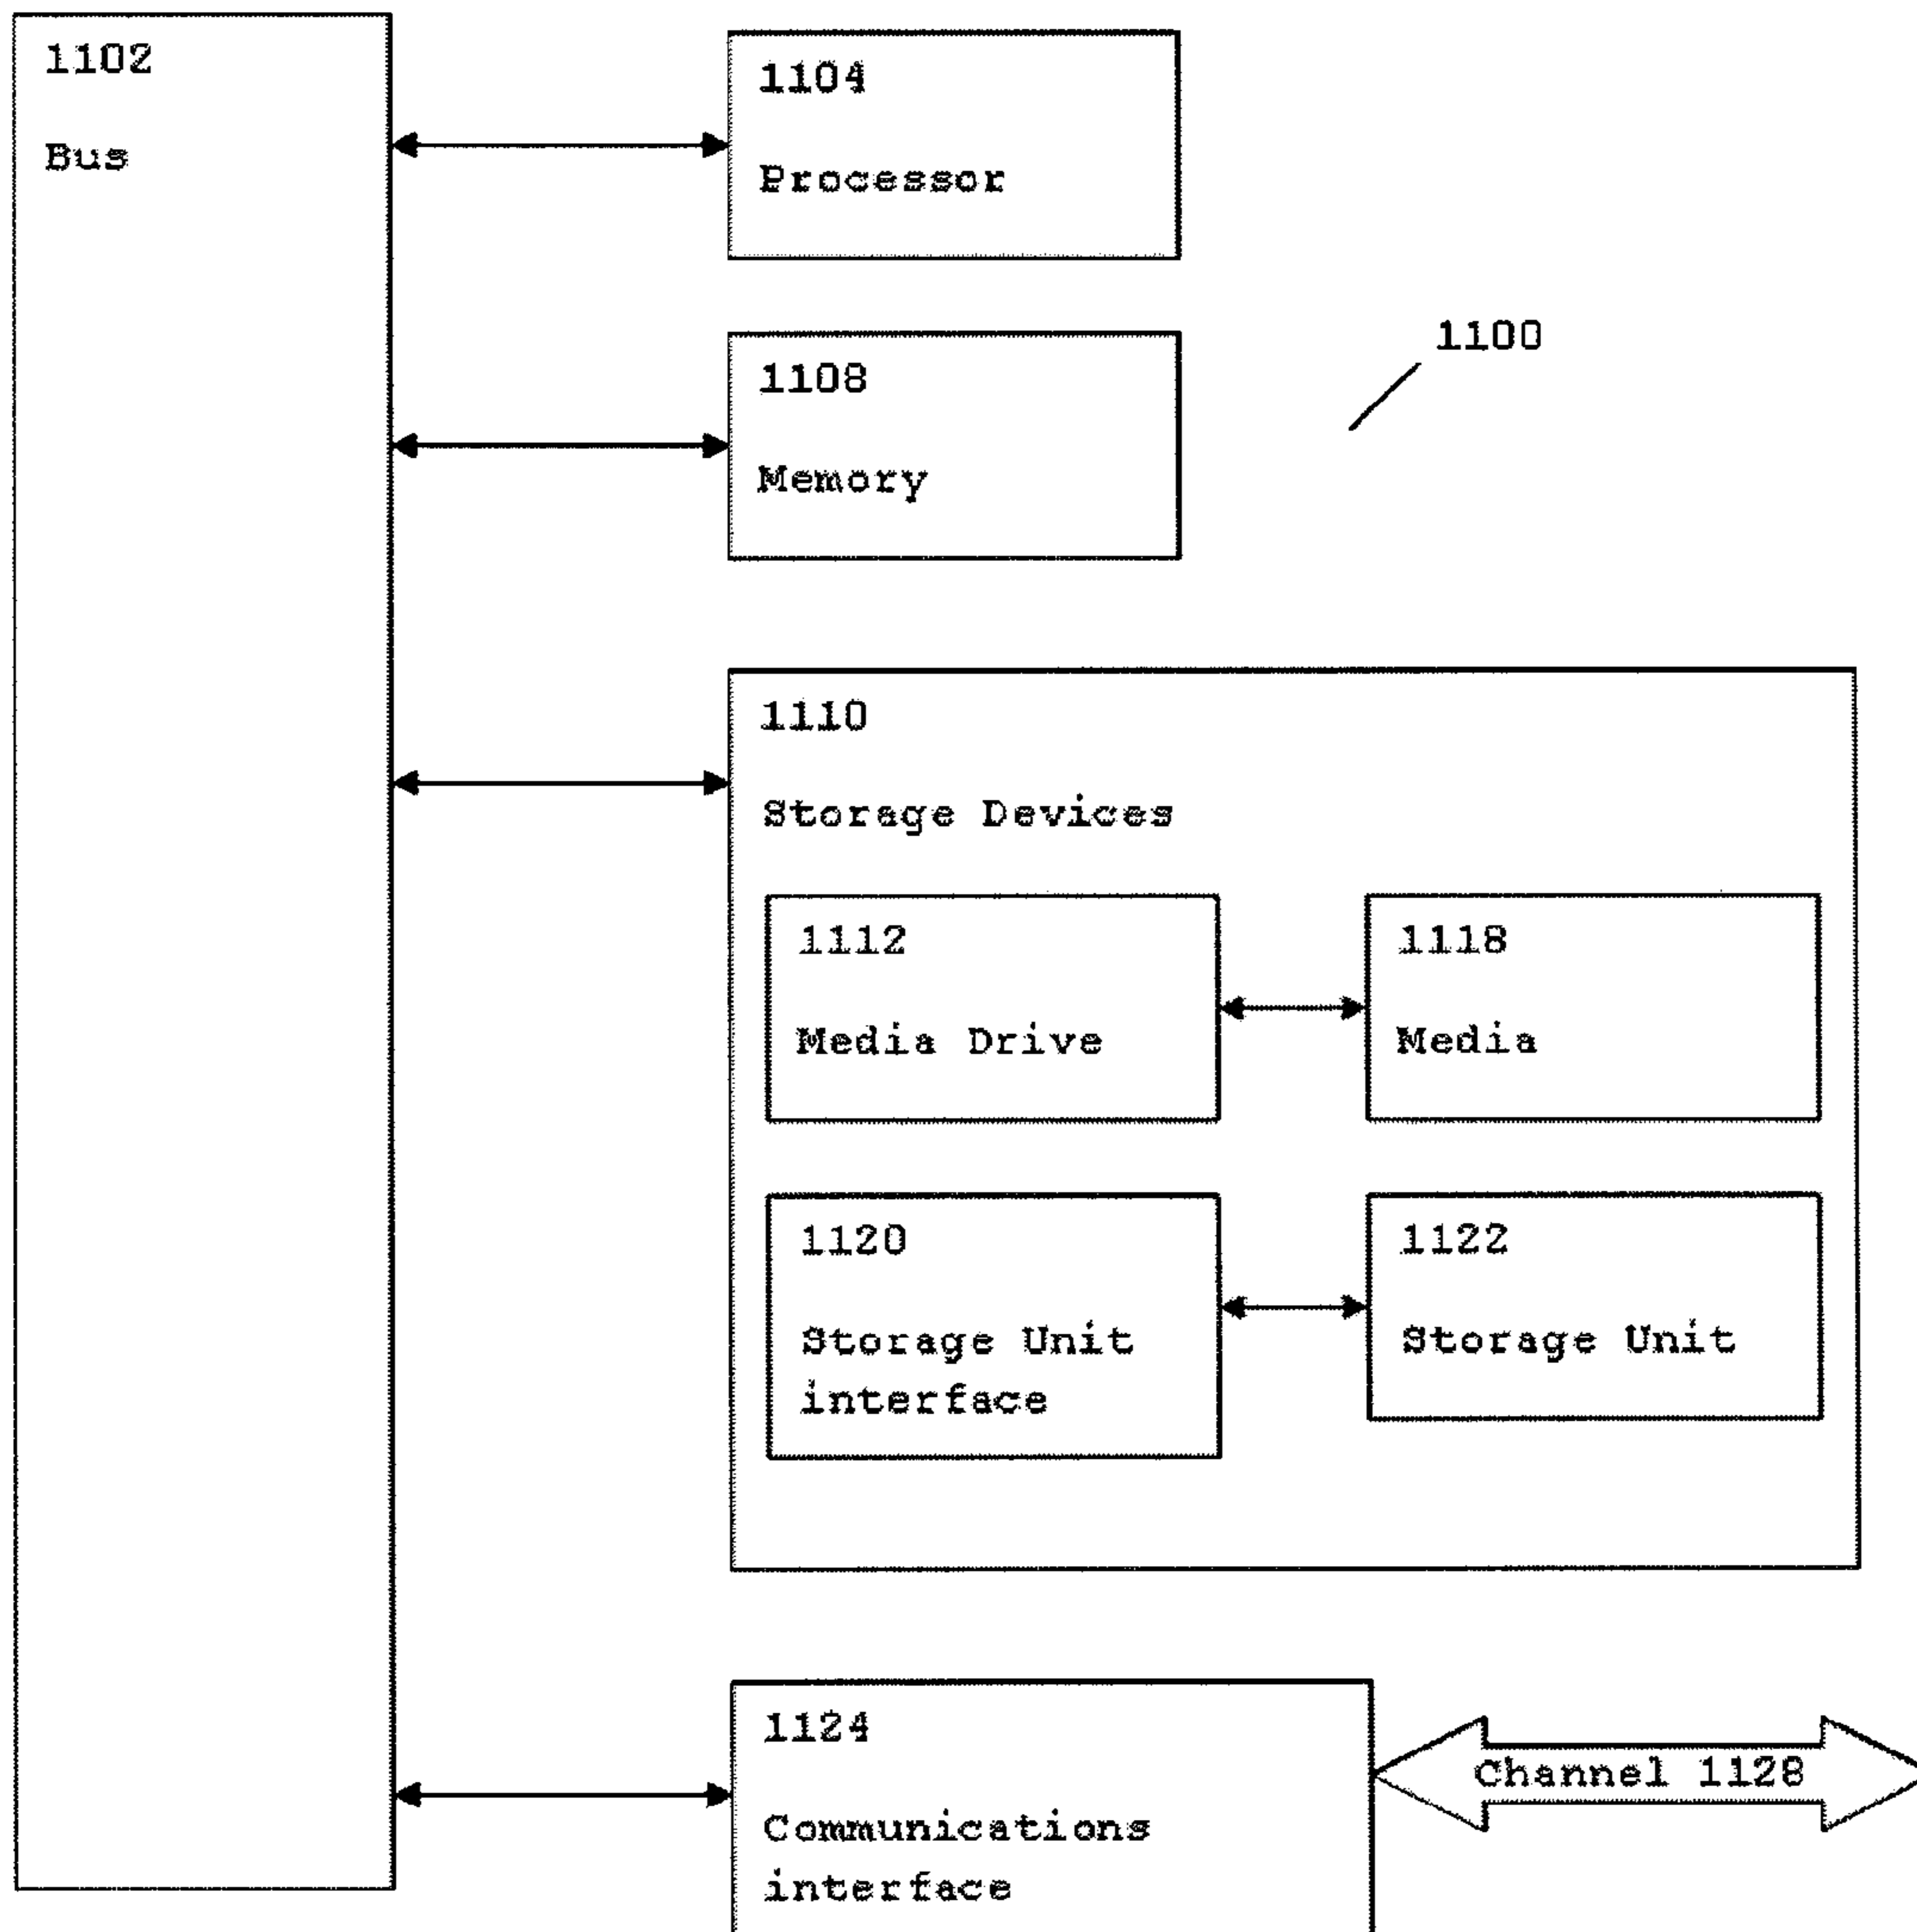 1102
Bus
1104
Processor
1100
1108
Memory
1110
Storage Devices
1112
Media Drive
1118
Media
1120
Storage Unit
interface
1122
Storage Unit
1124
Communications
interface
Channel 1128